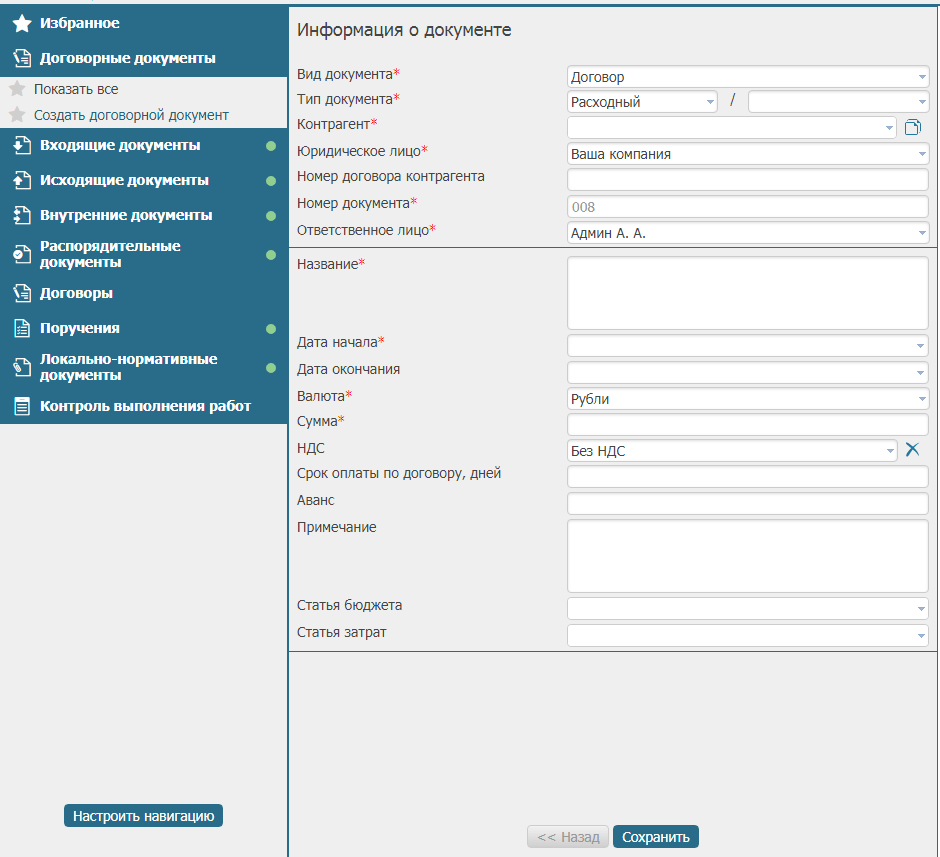 Избранное
Договорные документы
Показать все
Создать договорной документ
Входящие документы
Исходящие документы
Внутренние документы
Распорядительные
документы
Договоры
Поручения
Локально-нормативные
документы
Контроль выполнения работ
Настроить навигацию
Информация о документе
Вид документа* Договор
Тип документа* Расходный /
Контрагент*
Юридическое лицо* Ваша компания
Номер договора контрагента
Номер документа* 008
Ответственное лицо* Админ А. А.
Название*
Дата начала*
Дата окончания
Валюта* Рубли
Сумма*
НДС Без НДС
Срок оплаты по договору, дней
Аванс
Примечание
Статья бюджета
Статья затрат
<< Назад Сохранить